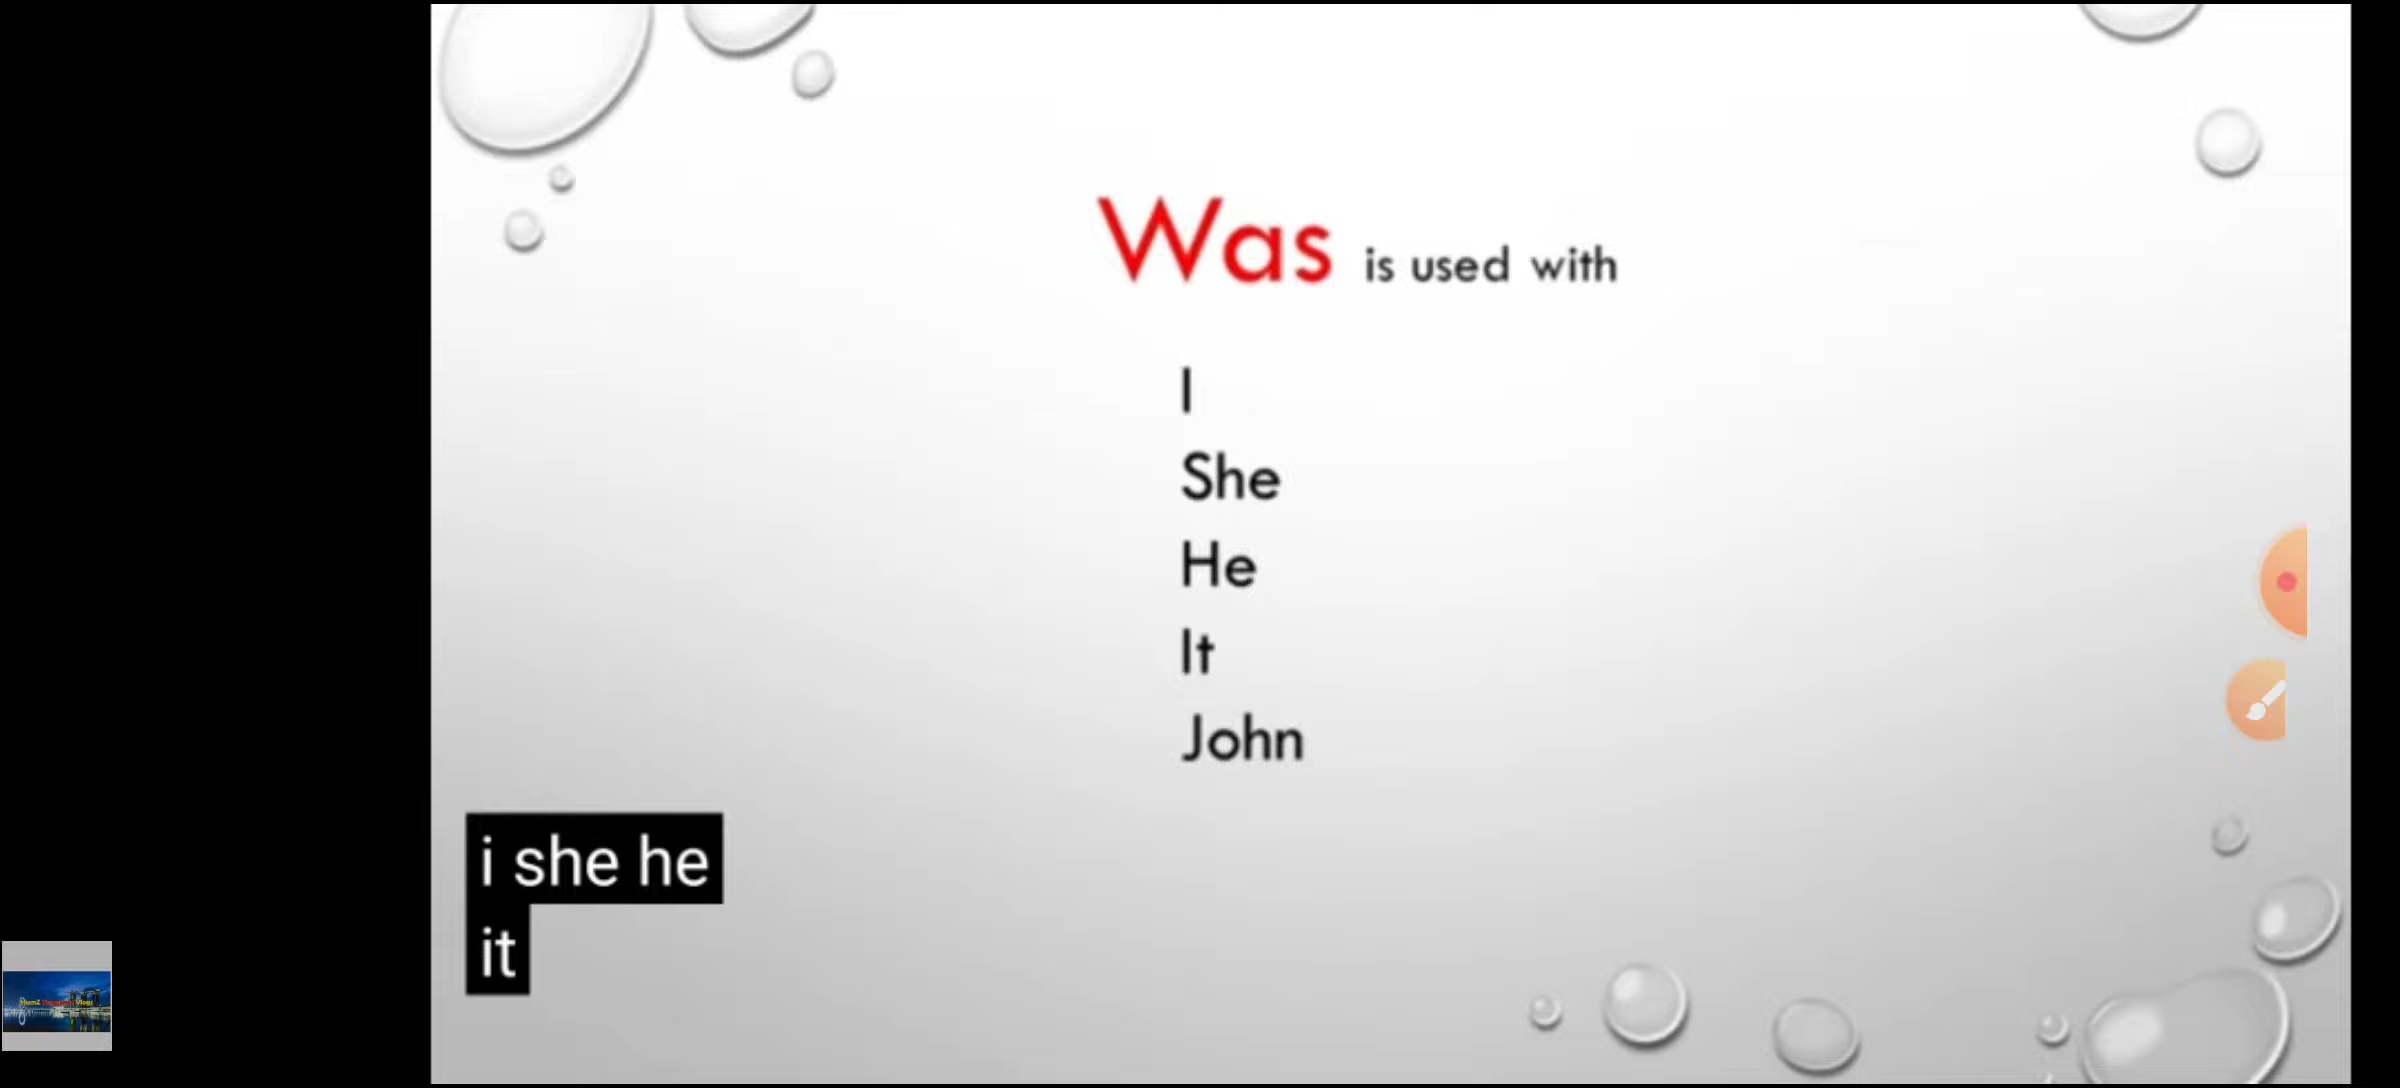 Was is used with
I
She
He
It
John
i she he
it